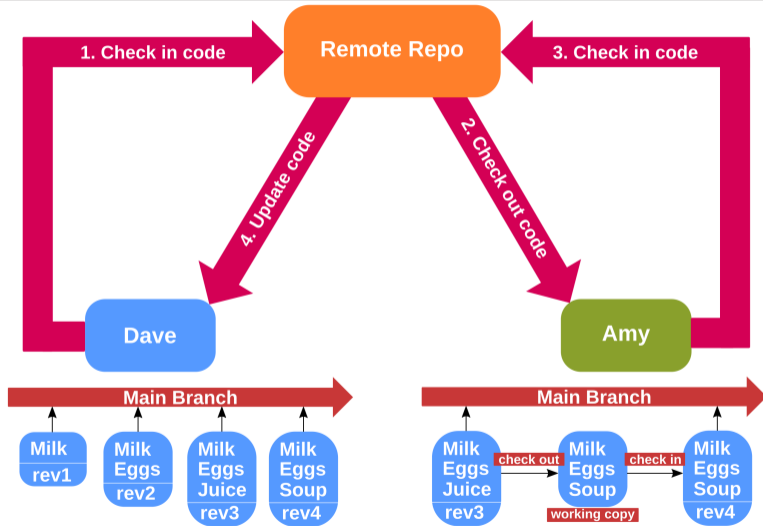 1. Check in code
Remote Repo
3. Check in code
4. Update code
2. Check out code
Dave
Amy
Main Branch
Milk
rev1
Milk
Eggs
rev2
Milk
Eggs
Juice
rev3
Milk
Eggs
Soup
rev4
Main Branch
Milk
Eggs
Juice
rev3
check out
Milk
Eggs
Soup
working copy
check in
Milk
Eggs
Soup
rev4